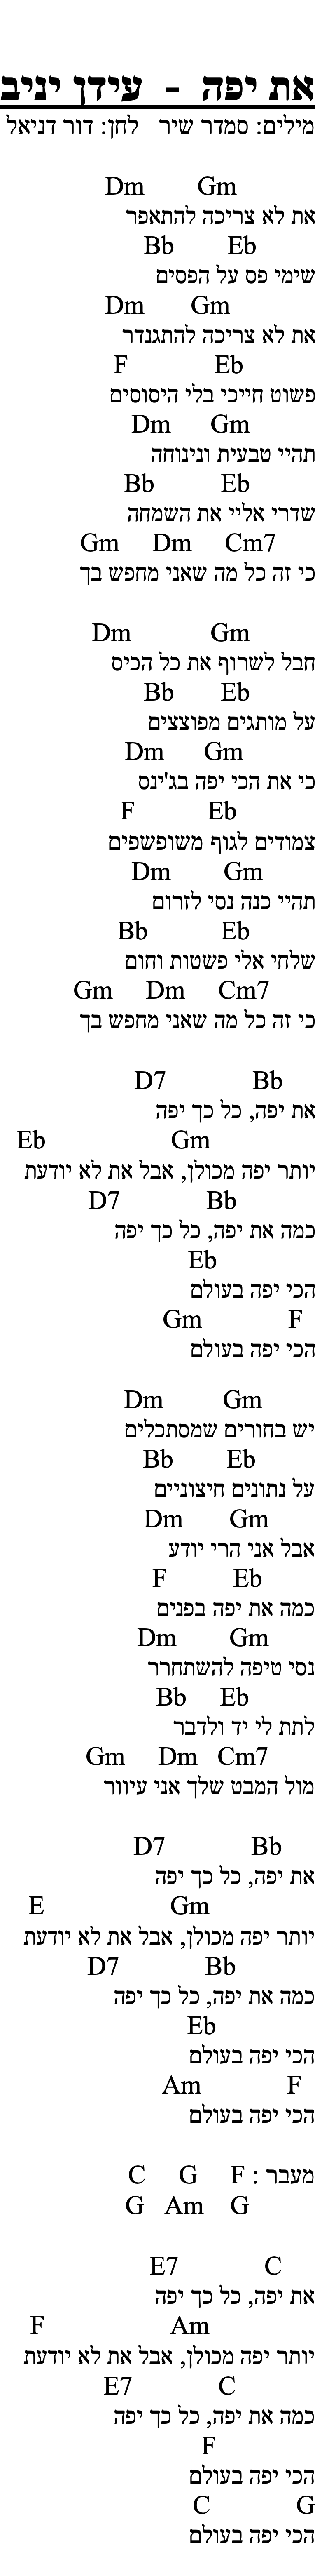 את יפה - עידן יניב
מילים: סמדר שיר   לחן: דור דניאל
Dm Gm
את לא צריכה להתאפר
Bb Eb
שימי פס על הפסים
Dm Gm
את לא צריכה להתגנדר
F Eb
פשוט חייכי בלי היסוסים
Dm Gm
תהיי טבעית ונינוחה
Bb Eb
שדרי אליי את השמחה
Gm Dm Cm7
כי זה כל מה שאני מחפש בך
Dm Gm
חבל לשרוף את כל הכיס
Bb Eb
על מותגים מפוצצים
Dm Gm
כי את הכי יפה בג'ינס
F Eb
צמודים לגוף משופשפים
Dm Gm
תהיי כנה נסי לזרום
Bb Eb
שלחי אלי פשטות וחום
Gm Dm Cm7
כי זה כל מה שאני מחפש בך
D7 Bb
את יפה, כל כך יפה
Eb Gm
יותר יפה מכולן, אבל את לא יודעת
D7 Bb
כמה את יפה, כל כך יפה
Eb
הכי יפה בעולם
Gm F
הכי יפה בעולם
Dm Gm
יש בחורים שמסתכלים
Bb Eb
על נתונים חיצוניים
Dm Gm
אבל אני הרי יודע
F Eb
כמה את יפה בפנים
Dm Gm
נסי טיפה להשתחרר
Bb Eb
לתת לי יד ולדבר
Gm Dm Cm7
מול המבט שלך אני עיוור
D7 Bb
את יפה, כל כך יפה
E Gm
יותר יפה מכולן, אבל את לא יודעת
D7 Bb
כמה את יפה, כל כך יפה
Eb
הכי יפה בעולם
Am F
הכי יפה בעולם
מעבר : C G F
G Am G
E7 C
את יפה, כל כך יפה
F Am
יותר יפה מכולן, אבל את לא יודעת
E7 C
כמה את יפה, כל כך יפה
F
הכי יפה בעולם
C G
הכי יפה בעולם